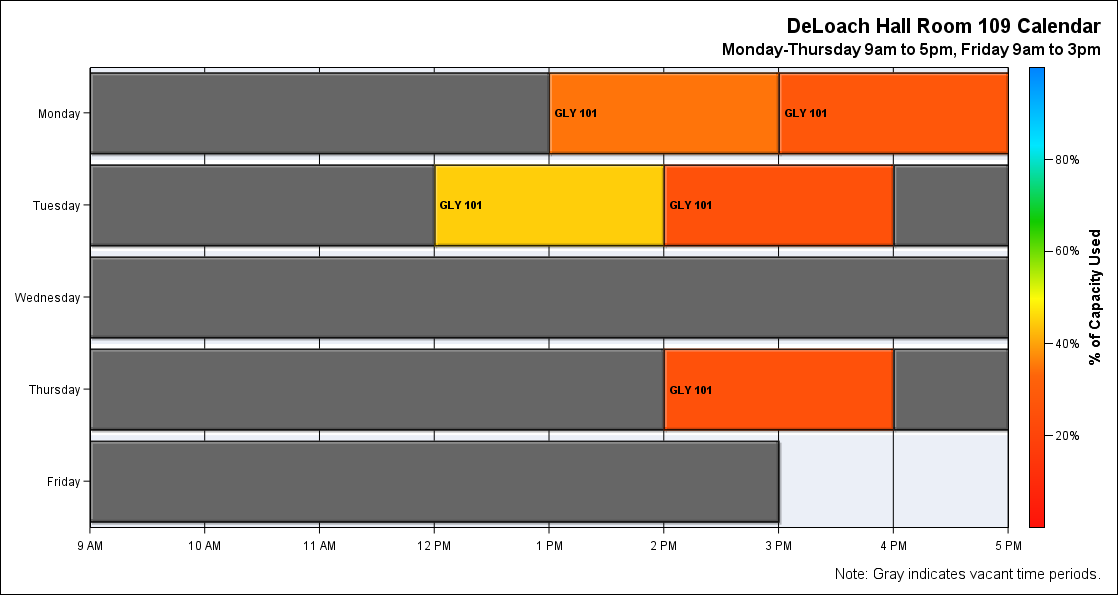 DeLoach Hall Room 109 Calendar
Monday-Thursday 9am to 5pm, Friday 9am to 3pm
Monday
GLY 101
GLY 101
80%
Tuesday
GLY 101
GLY 101
60%
% of Capacity Used
Wednesday
40%
Thursday
GLY 101
20%
Friday
9 AM 10 AM 11 AM 12 PM 1 PM 2 PM 3 PM 4 PM 5 PM
Note: Gray indicates vacant time periods.